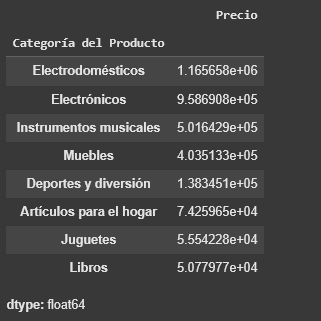 Precio
Categoría del Producto
Electrodomésticos 1.165658e+06
Electrónicos 9.586908e+05
Instrumentos musicales 5.016429e+05
Muebles 4.035133e+05
Deportes y diversión 1.383451e+05
Artículos para el hogar 7.425965e+04
Juguetes 5.554228e+04
Libros 5.077977e+04
dtype: float64